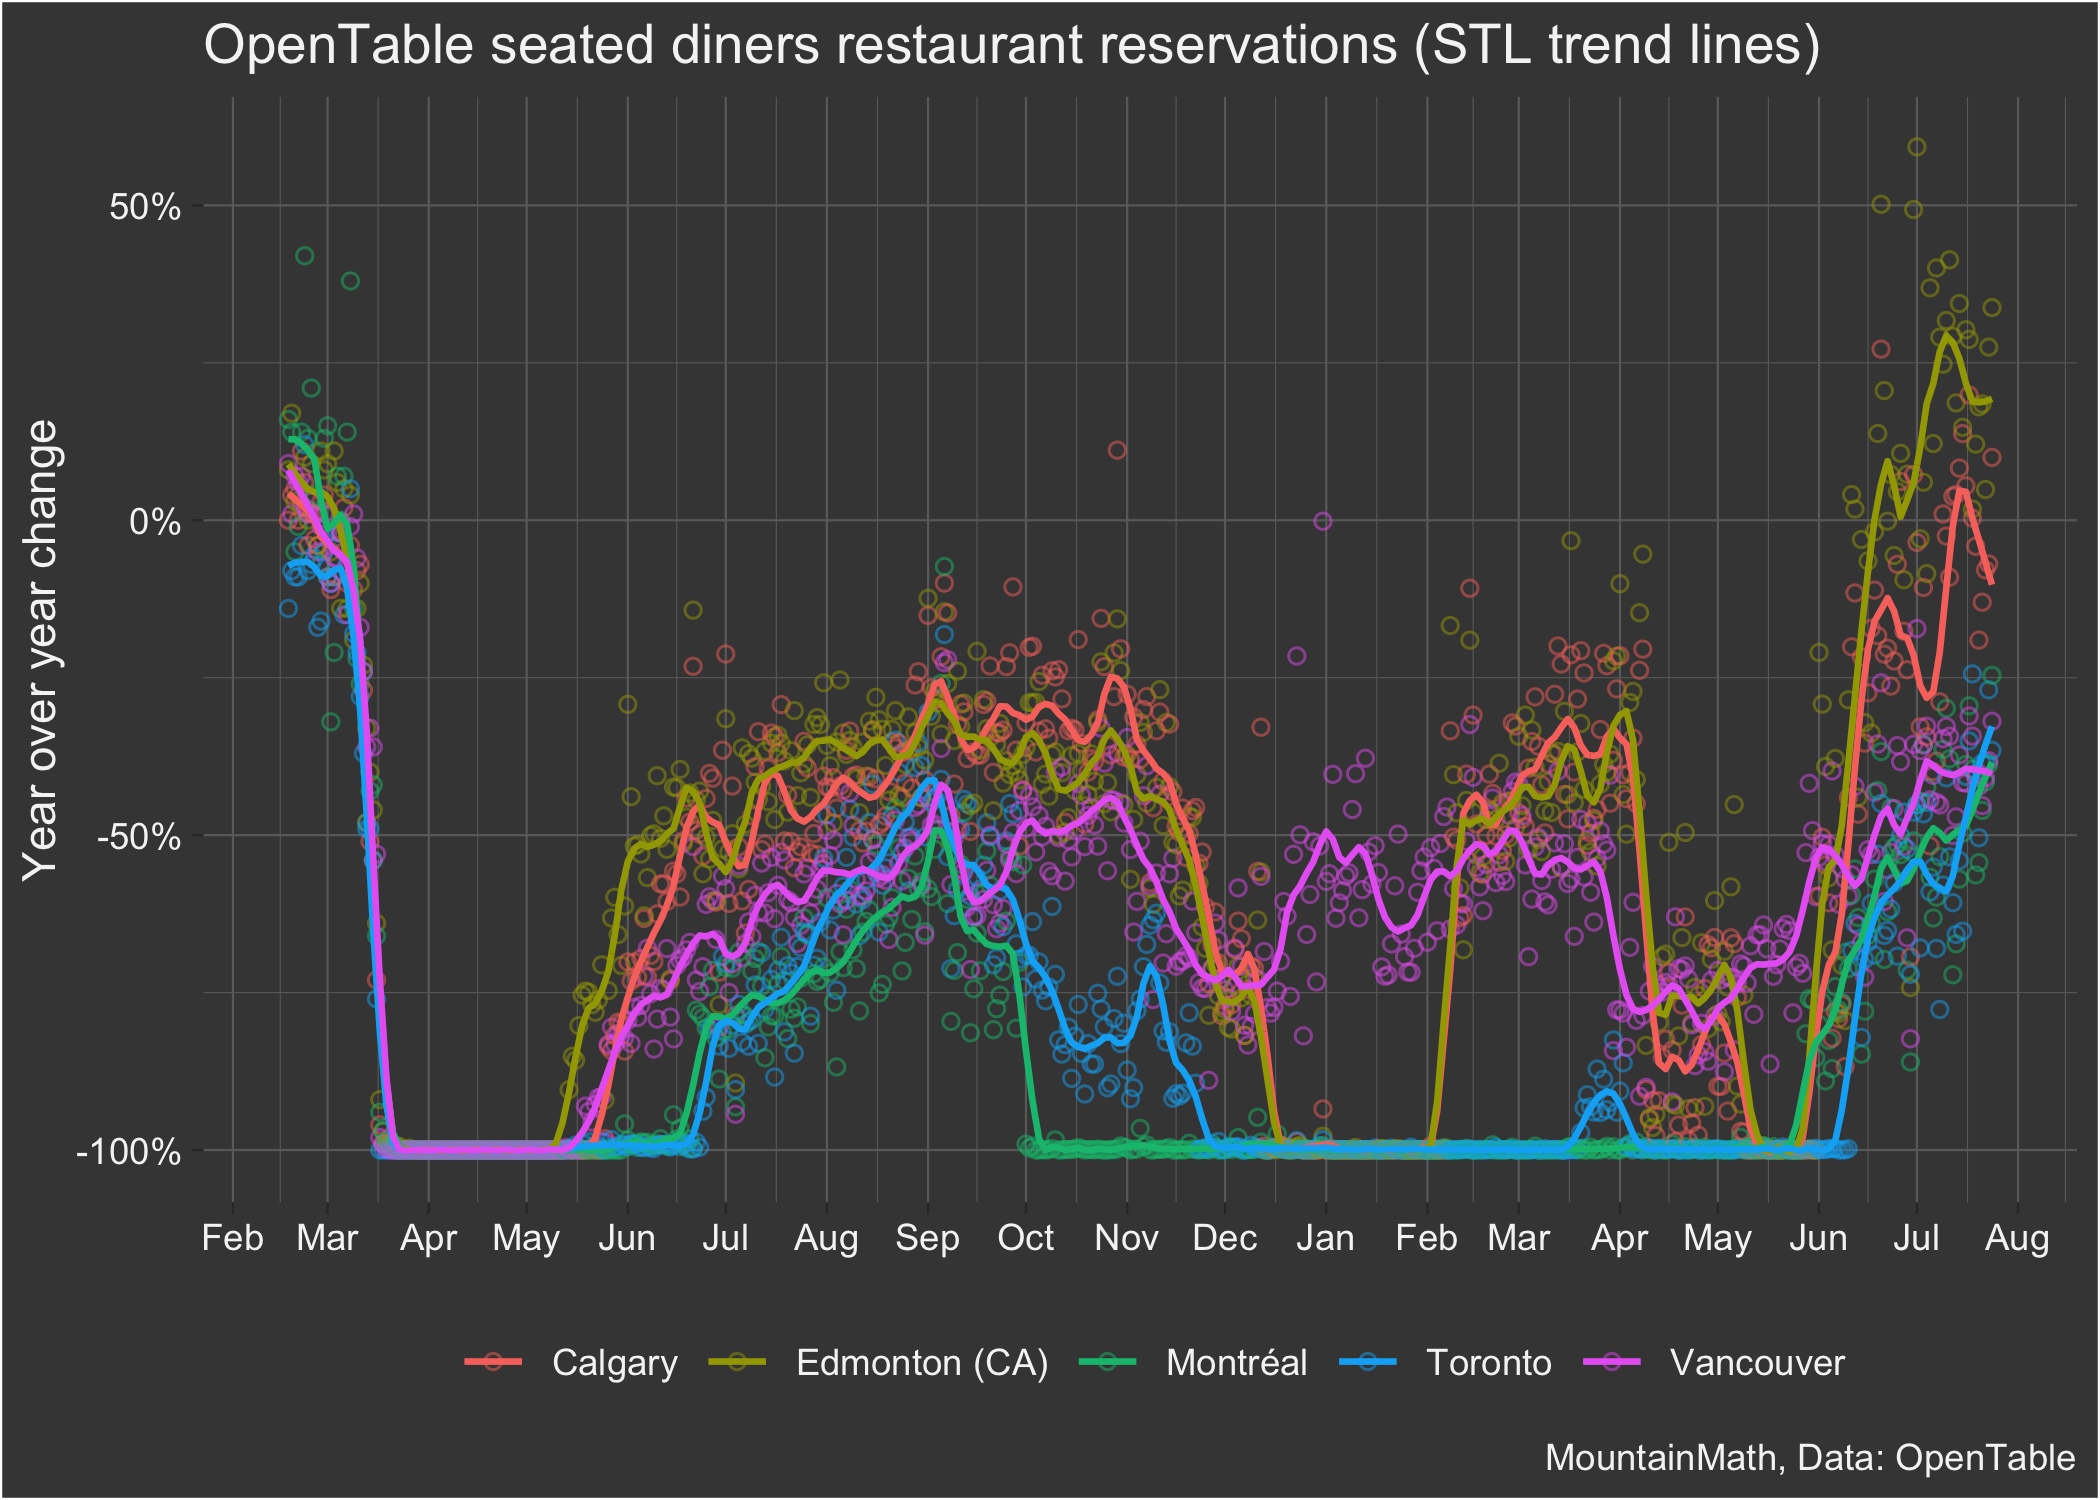 OpenTable seated diners restaurant reservations (STL trend lines)
Year over year change
50%
0%
-50%
-100%
Feb Mar Apr May Jun Jul Aug Sep Oct Nov Dec Jan Feb Mar Apr May Jun Jul Aug
Calgary Edmonton (CA) Montréal Toronto Vancouver
MountainMath, Data: OpenTable